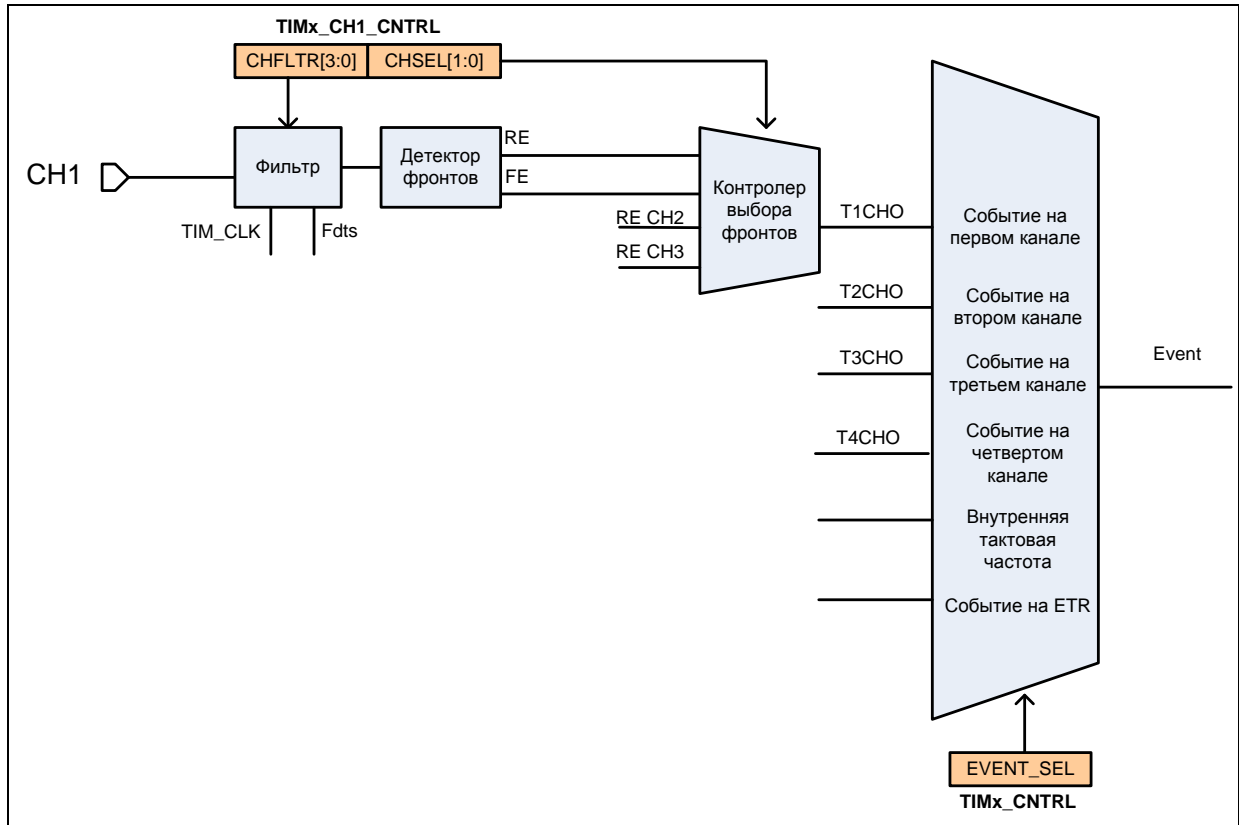 TIMx_CH1_CNTRL
CHFLTR[3:0] CHSEL[1:0]
CH1
Фильтр
TIM_CLK
Fdts
Детектор
фронтов
RE
FE
RE CH2
RE CH3
Контролер
выбора
фронтов
T1CHO
T2CHO
T3CHO
T4CHO
Событие на
первом канале
Событие на
втором канале
Событие на
третьем канале
Событие на
четвертом
канале
Внутренняя
тактовая
частота
Событие на ETR
Event
EVENT_SEL
TIMx_CNTRL